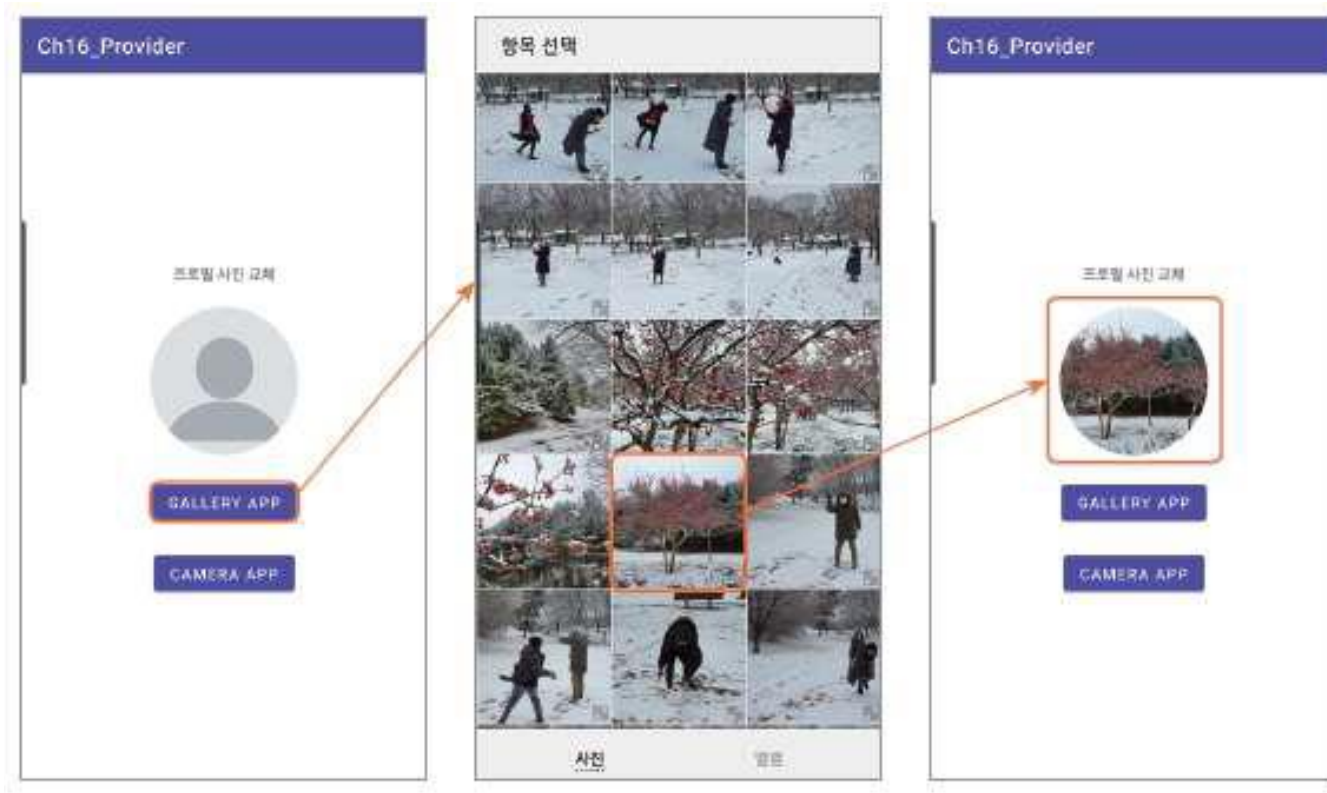 Ch16_Provider
프로필 사진 교체
GALLERY APP
CAMERA APP
항목 선택
사진
앨범
Ch16_Provider
프로필 사진 교체
GALLERY APP
CAMERA APP